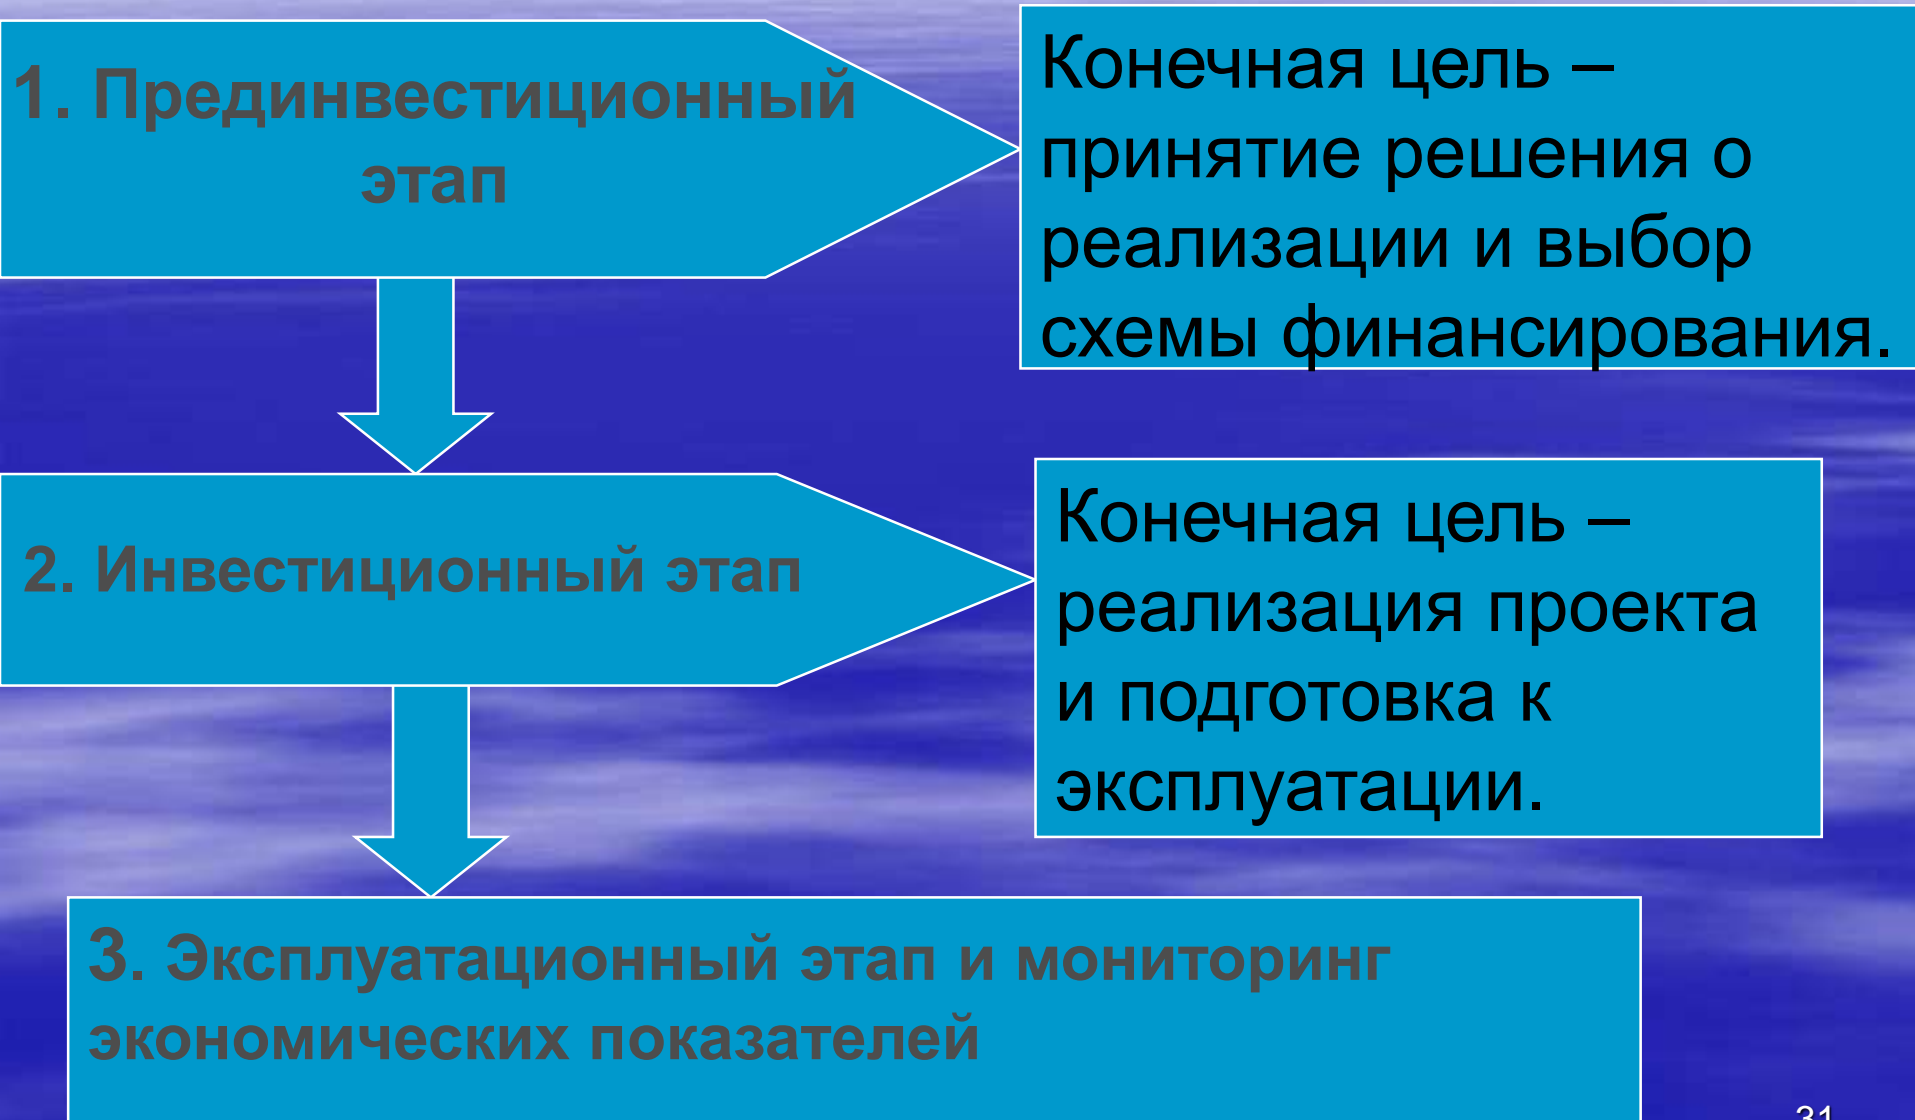 1. Прединвестиционный
этап
Конечная цель –
принятие решения о
реализации и выбор
схемы финансирования.
2. Инвестиционный этап
Конечная цель –
реализация проекта
и подготовка к
эксплуатации.
3. Эксплуатационный этап и мониторинг
экономических показателей
31